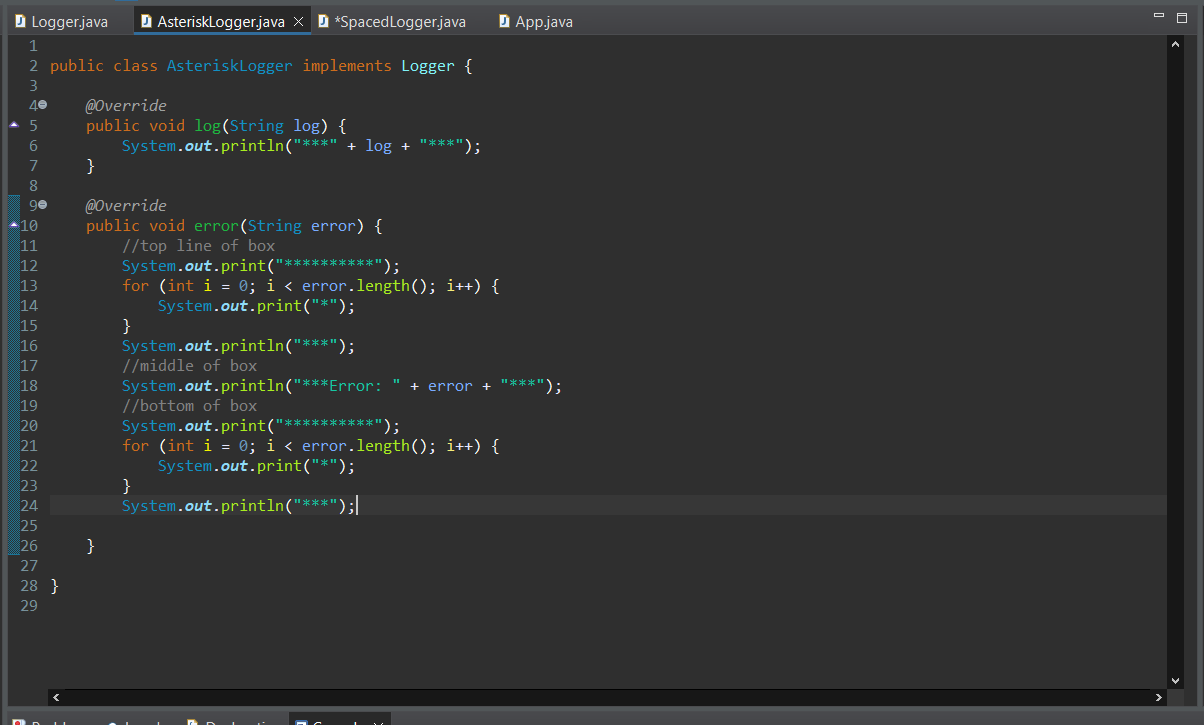 Logger.java AsteriskLogger.java *SpacedLogger.java App.java
1
2 public class AsteriskLogger implements Logger {
3
4 @Override
5 public void log(String log) {
6 System.out.println("***" + log + "***");
7 }
8
9 @Override
10 public void error(String error) {
11 //top line of box
12 System.out.print("**********");
13 for (int i = 0; i < error.length(); i++) {
14 System.out.print("*");
15 }
16 System.out.println("***");
17 //middle of box
18 System.out.println("***Error: " + error + "***");
19 //bottom of box
20 System.out.print("**********");
21 for (int i = 0; i < error.length(); i++) {
22 System.out.print("*");
23 }
24 System.out.println("***");
25
26 }
27
28 }
29